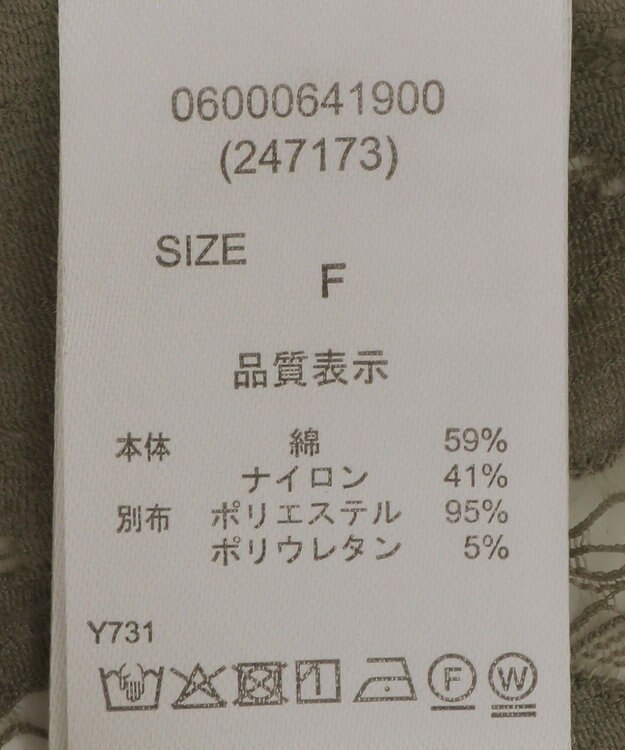 06000641900
(247173)
SIZE
F
品質表示
本体 綿 59%
ナイロン 41%
別布 ポリエステル 95%
ポリウレタン 5%
Y731
F W